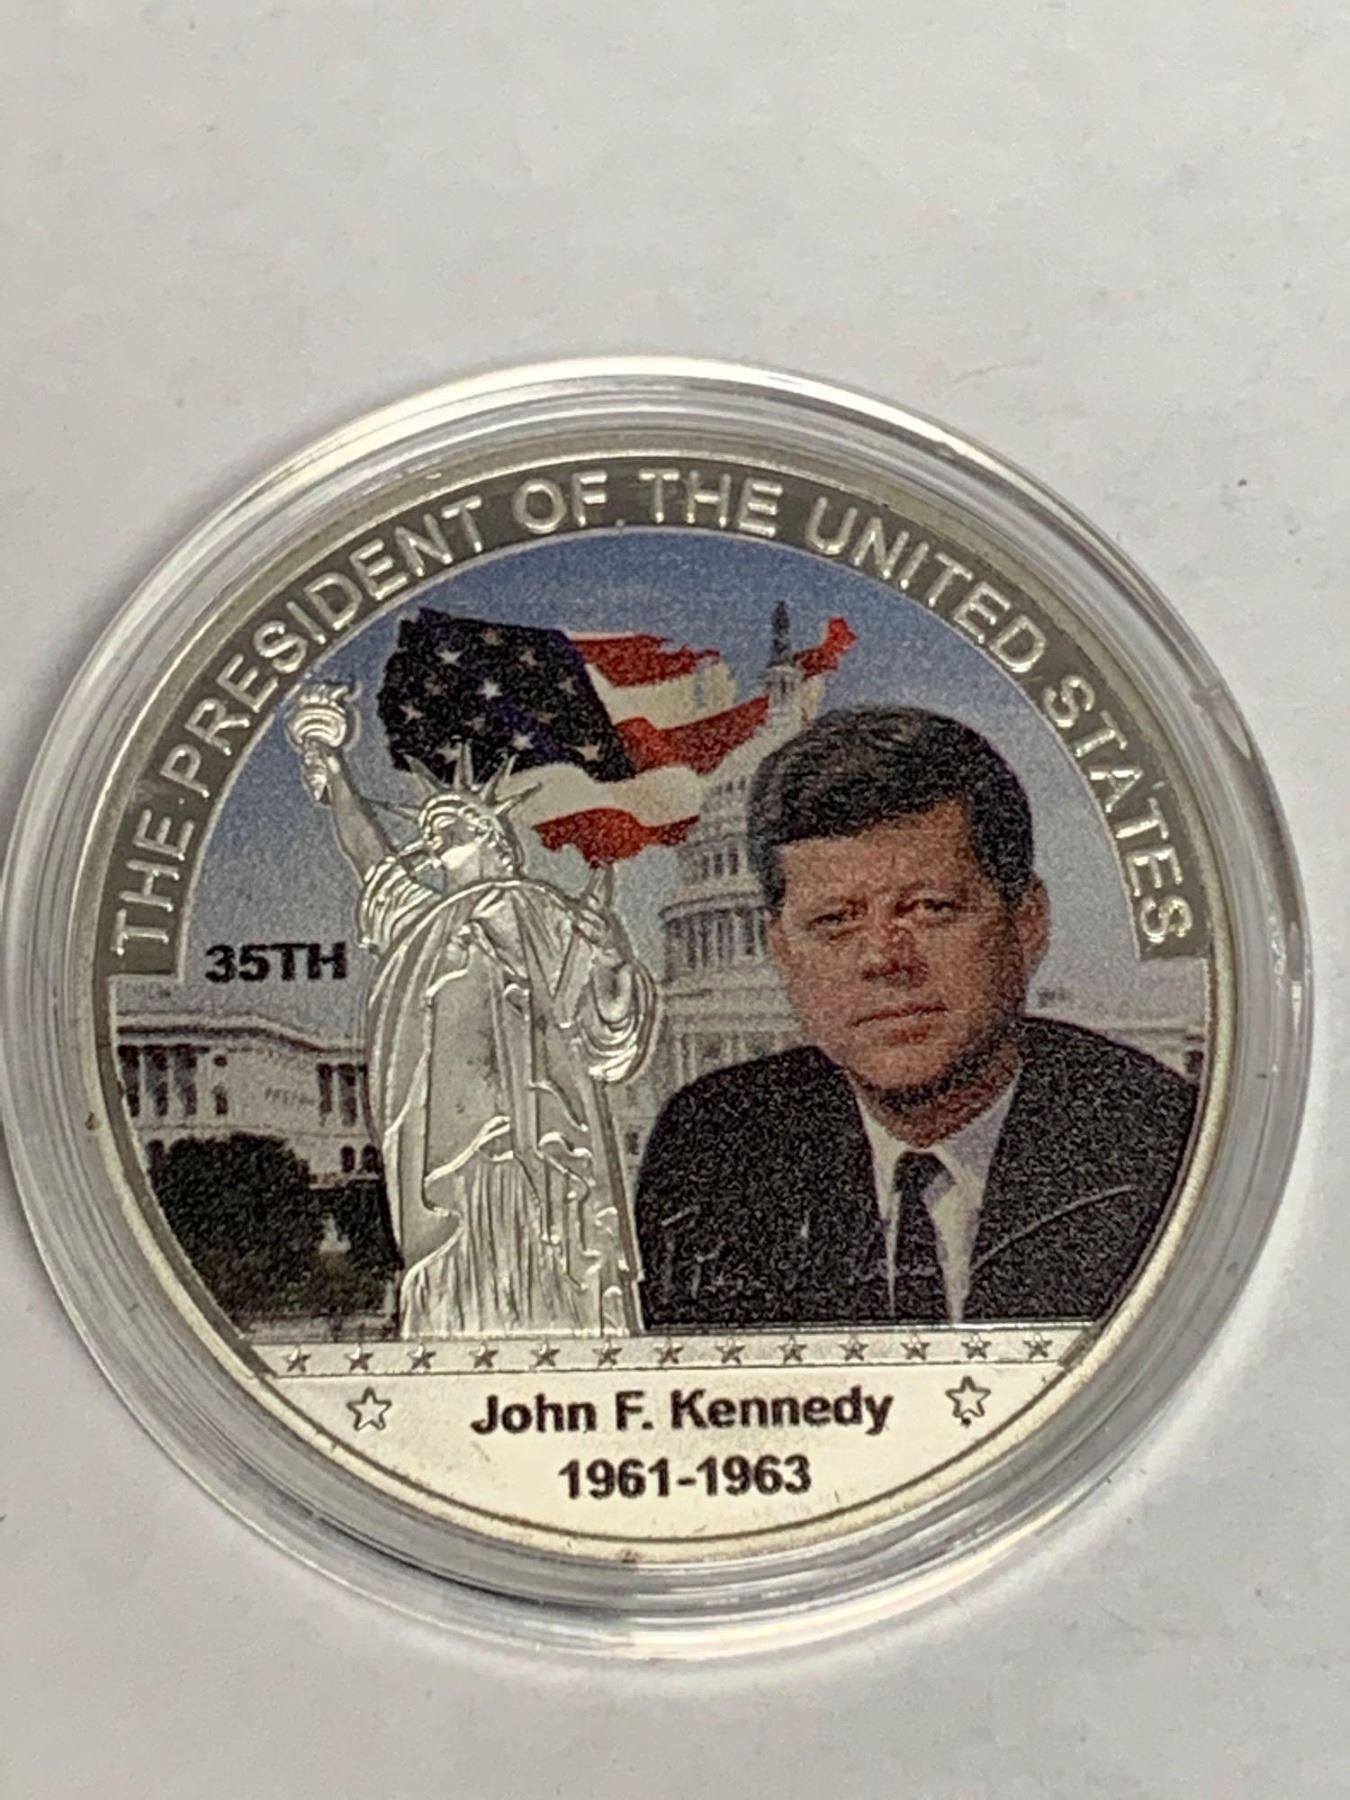 THE PRESIDENT OF THE UNITED STATES
35TH
John F. Kennedy
1961-1963